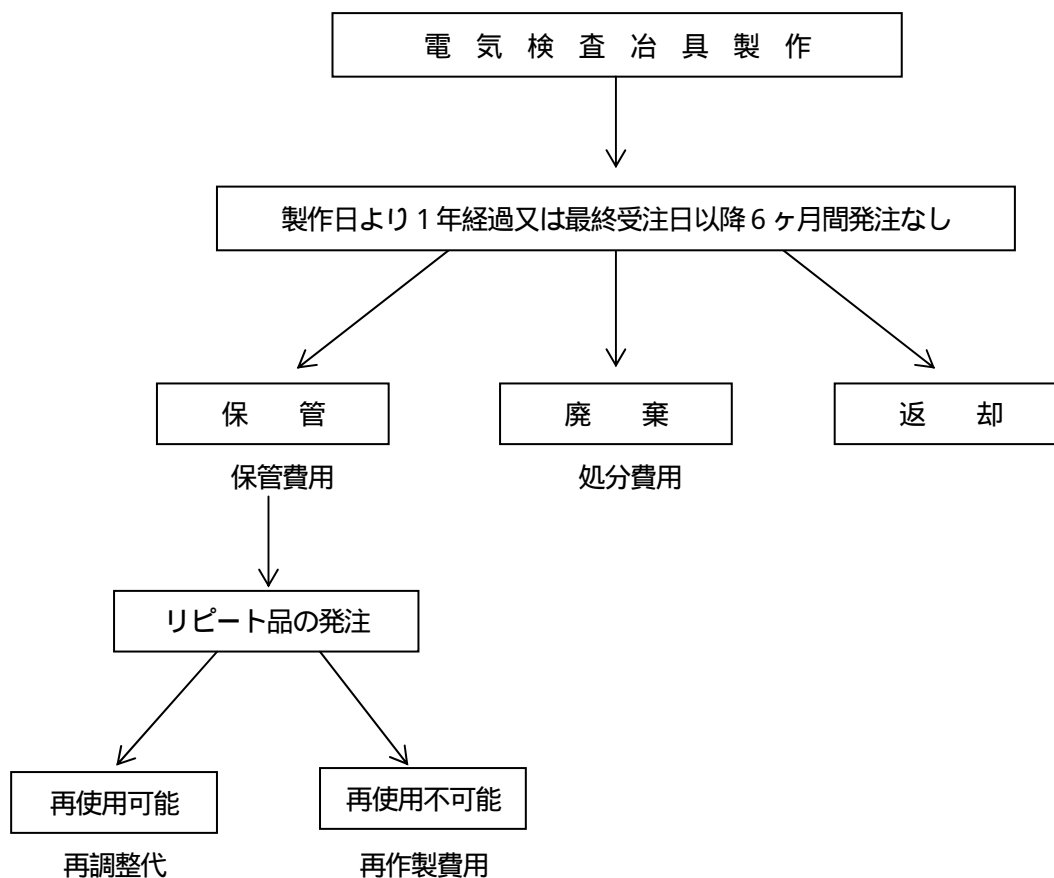 電気検査冶具製作
製作日より1年経過又は最終受注日以降6ヶ月間発注なし
保管
廃棄
返却
保管費用
処分費用
リピート品の発注
再使用可能
再使用不可能
再調整代
再作製費用